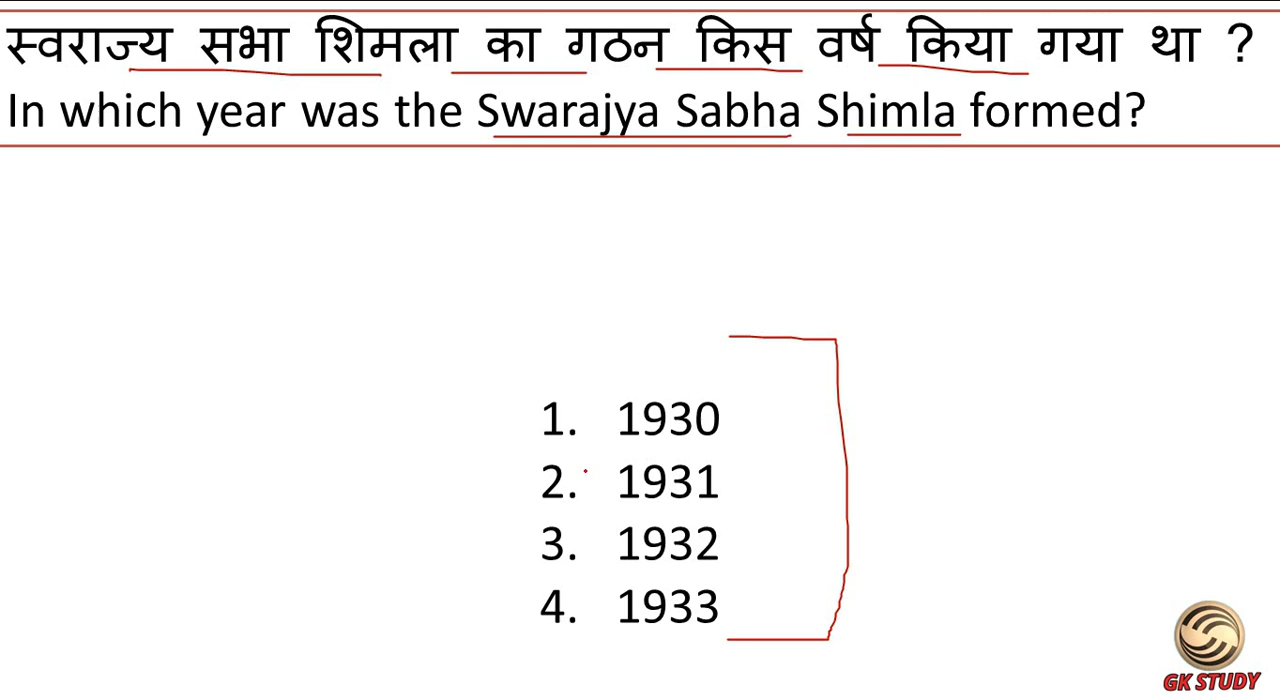 स्वराज्य सभा शिमला का गठन किस वर्ष किया गया था ?
In which year was the Swarajya Sabha Shimla formed?
1. 1930
2. 1931
3. 1932
4. 1933
GK STUDY